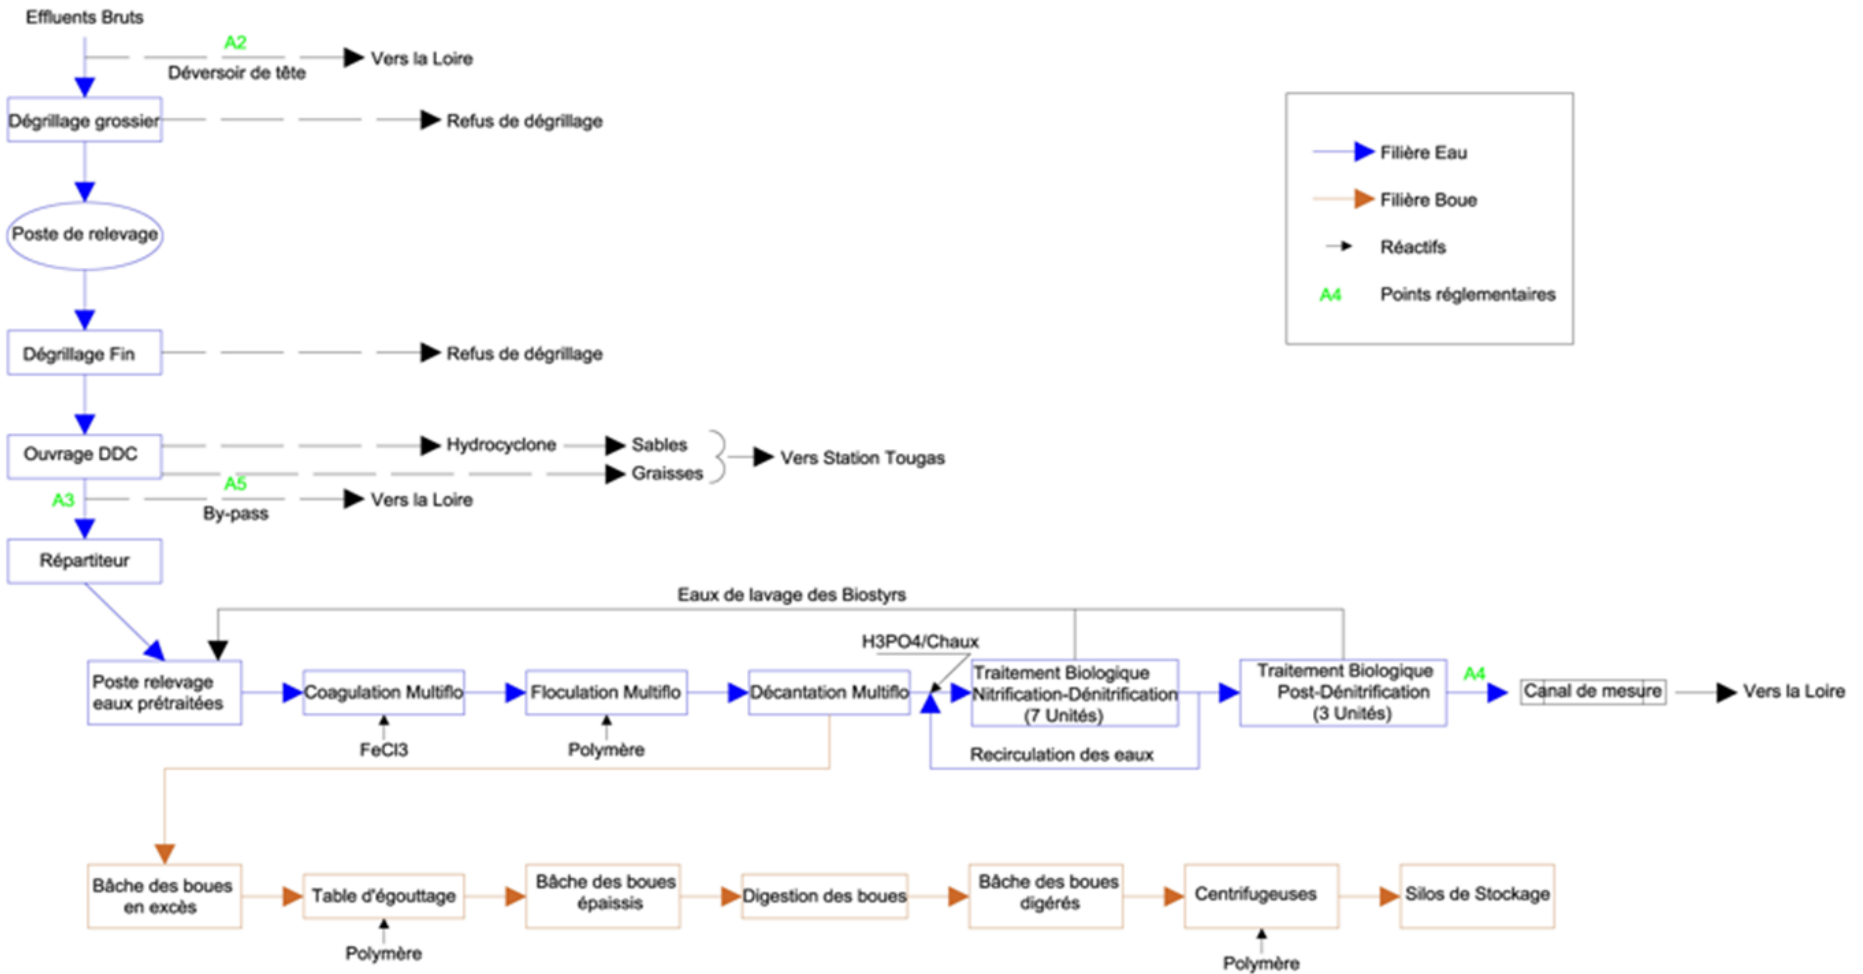 Effluents Bruts
A2
Déversoir de tête
Vers la Loire
Dégrillage grossier
Refus de dégrillage
Filière Eau
Filière Boue
Réactifs
A4
Points réglementaires
Poste de relevage
Dégrillage Fin
Refus de dégrillage
Ouvrage DDC
Hydrocyclone
Sables
Graisses
Vers Station Tougas
A3
A5
By-pass
Vers la Loire
Répartiteur
Eaux de lavage des Biostyrs
H3PO4/Chaux
Poste relevage
eaux prétraitées
Coagulation Multiflo
Floculation Multiflo
Décantation Multiflo
Traitement Biologique
Nitrification-Dénitrification
(7 Unités)
Traitement Biologique
Post-Dénitrification
(3 Unités)
A4
Canal de mesure
Vers la Loire
FeCl3
Polymère
Recirculation des eaux
Bâche des boues
en excès
Table d'égouttage
Bâche des boues
épaissis
Digestion des boues
Bâche des boues
digérés
Centrifugeuses
Silos de Stockage
Polymère
Polymère